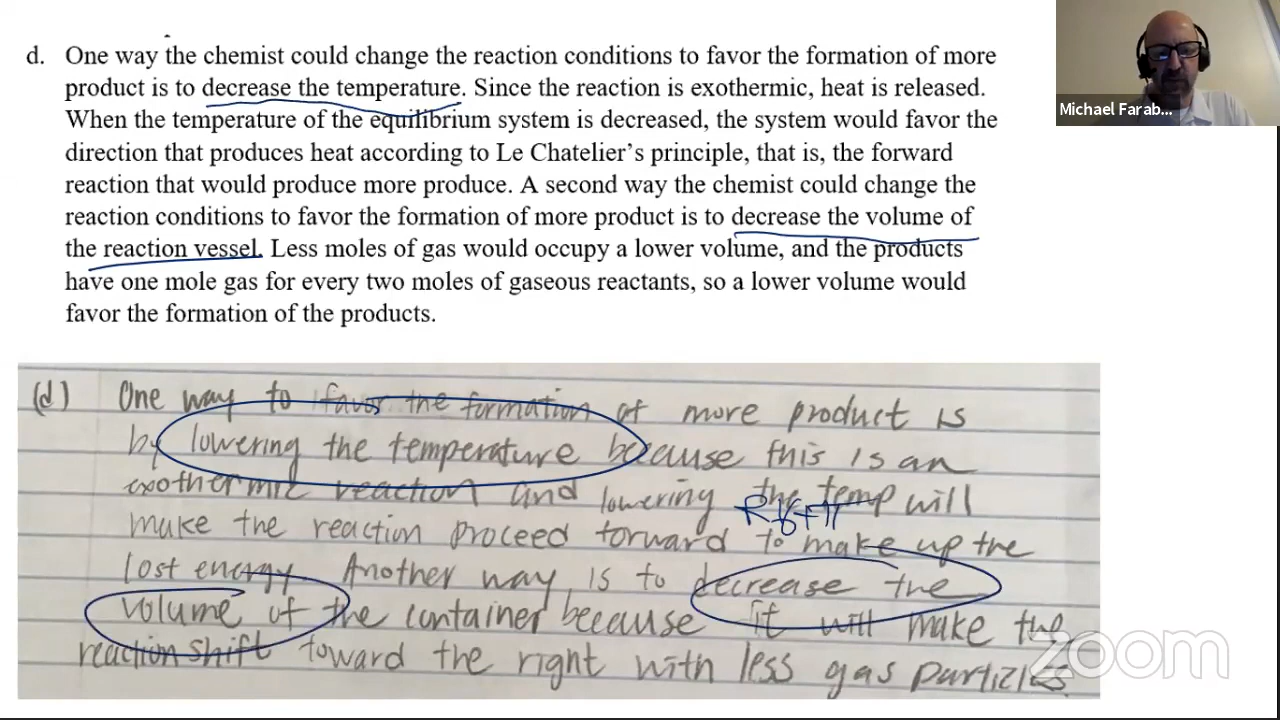 d. One way the chemist could change the reaction conditions to favor the formation of more
product is to decrease the temperature. Since the reaction is exothermic, heat is released.
When the temperature of the equilibrium system is decreased, the system would favor the
direction that produces heat according to Le Chatelier’s principle, that is, the forward
reaction that would produce more produce. A second way the chemist could change the
reaction conditions to favor the formation of more product is to decrease the volume of
the reaction vessel. Less moles of gas would occupy a lower volume, and the products
have one mole gas for every two moles of gaseous reactants, so a lower volume would
favor the formation of the products.
Michael Farab...
(d) One way to favor the formation of more product is
by lowering the temperature because this is an
exothermic reaction and lowering the temp will
make the reaction proceed forward to make up the
lost energy. Another way is to decrease the
volume of the container because it will make the
reaction shift toward the right with less gas particles
zoom